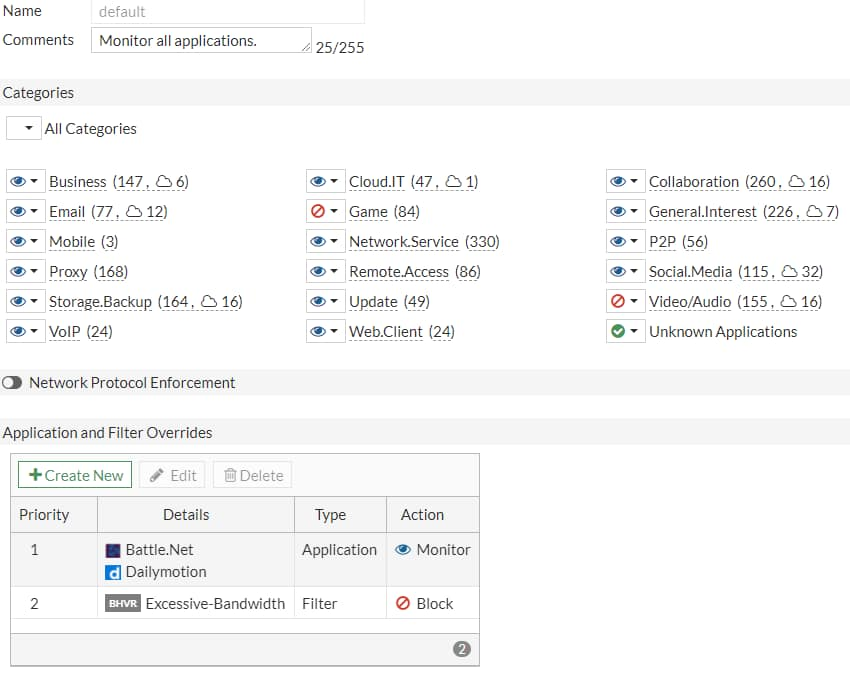 Name default
Comments Monitor all applications. 25/255
Categories
All Categories
Business (147, 6) Cloud.IT (47, 1) Collaboration (260, 16)
Email (77, 12) Game (84) General.Interest (226, 7)
Mobile (3) Network.Service (330) P2P (56)
Proxy (168) Remote.Access (86) Social.Media (115, 32)
Storage.Backup (164, 16) Update (49) Video/Audio (155, 16)
VoIP (24) Web.Client (24) Unknown Applications
Network Protocol Enforcement
Application and Filter Overrides
+ Create New Edit Delete
Priority Details Type Action
1 Battle.Net Application Monitor
d Dailymotion
2 BHVR Excessive-Bandwidth Filter Block
2